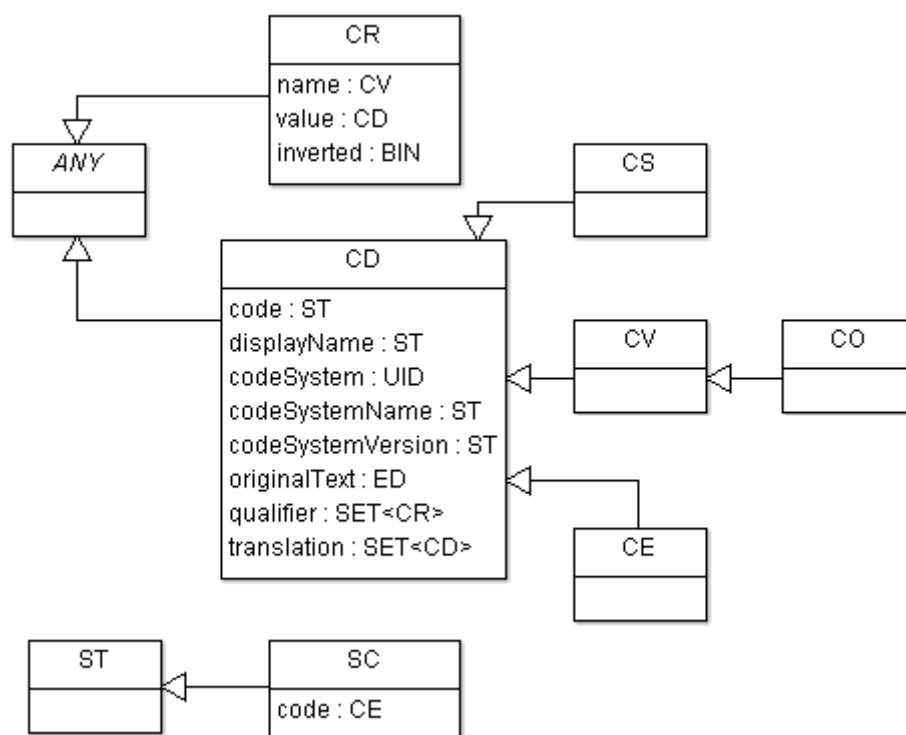 CR
name : CV
value : CD
inverted : BIN
ANY
CS
CD
code : ST
displayName : ST
codeSystem : UID
codeSystemName : ST
codeSystemVersion : ST
originalText : ED
qualifier : SET<CR>
translation : SET<CD>
CV
CO
CE
ST
SC
code : CE